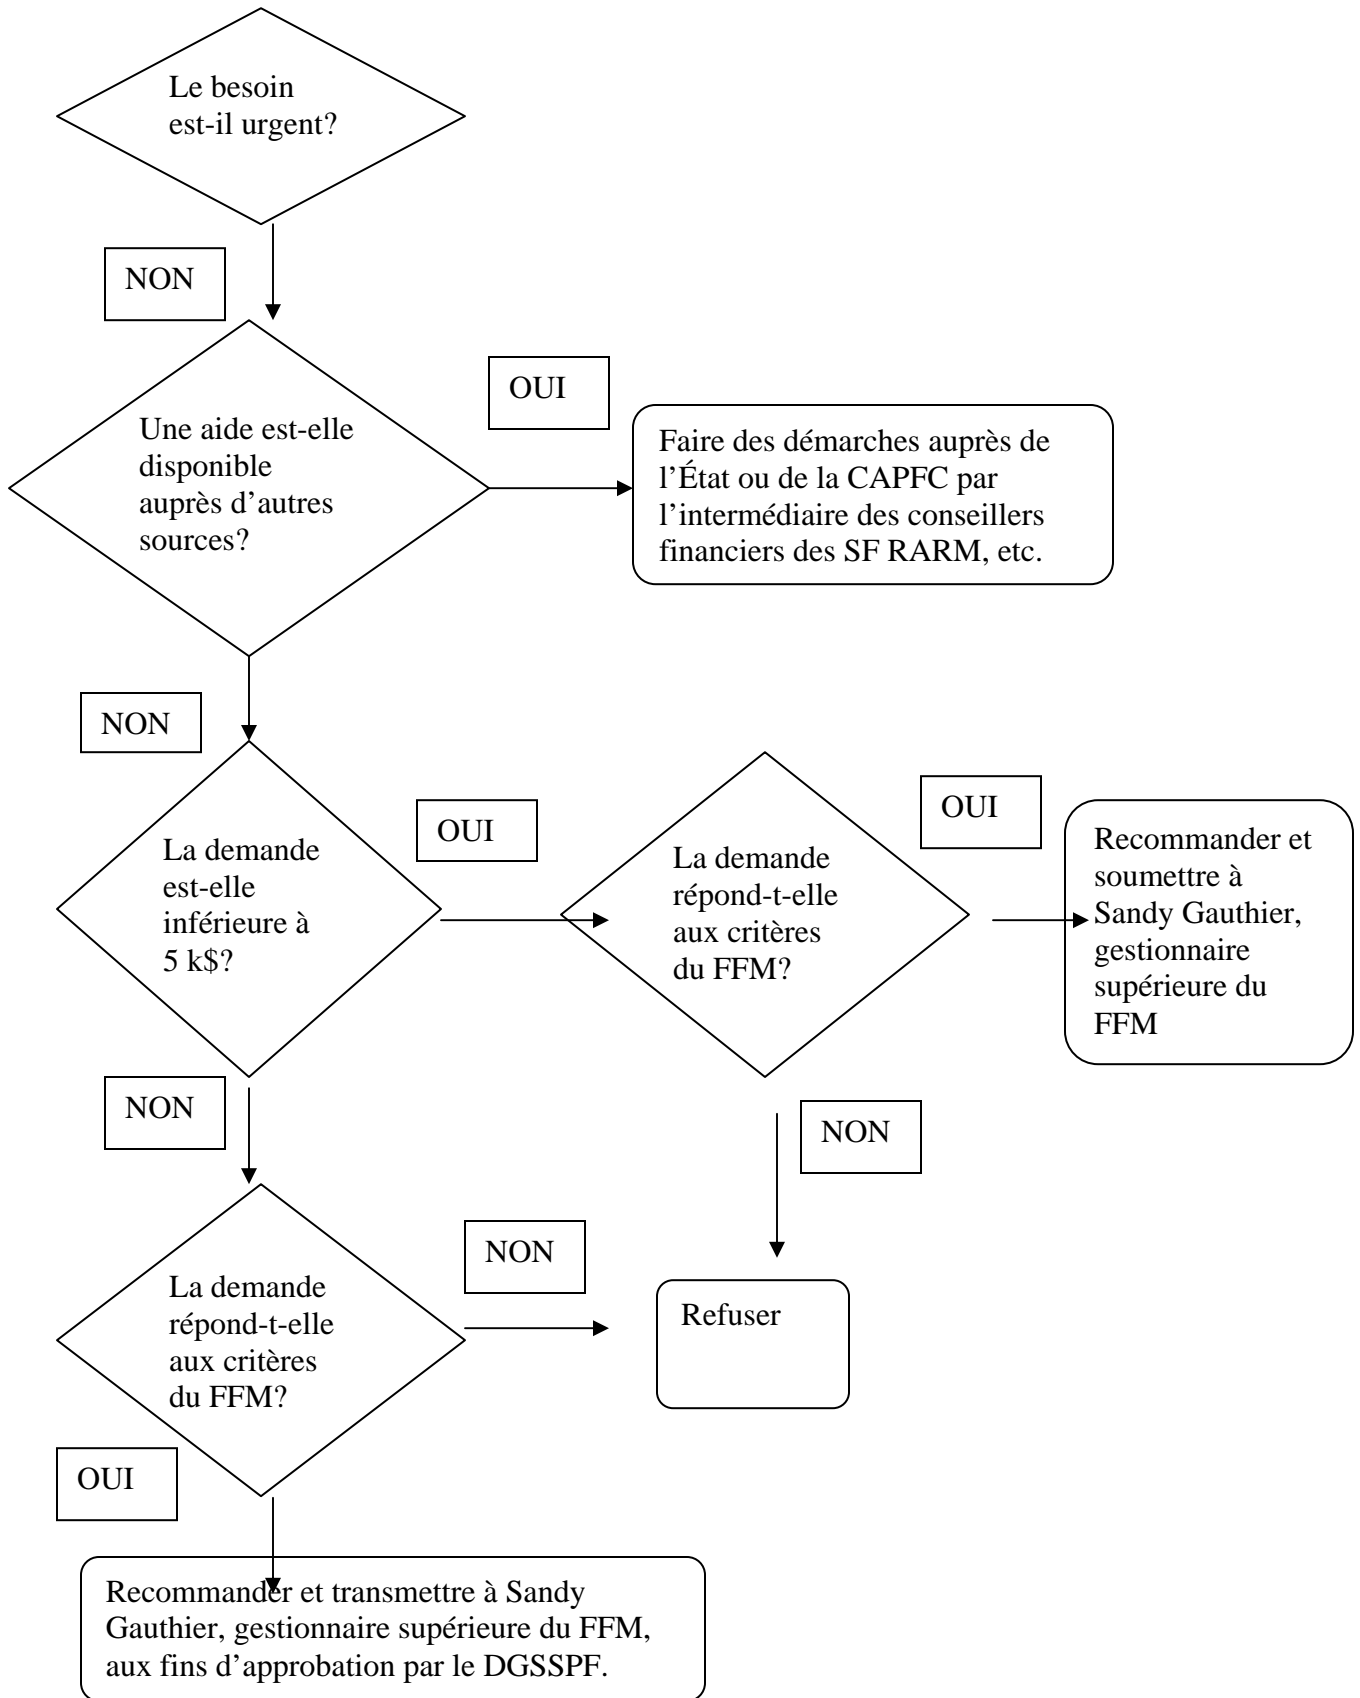 Le besoin
est-il urgent?
NON
Une aide est-elle
disponible
auprès d'autres
sources?
OUI
Faire des démarches auprès de
l'État ou de la CAPFC par
l'intermédiaire des conseillers
financiers des SF RARM, etc.
NON
La demande
est-elle
inférieure à
5 k$?
OUI
La demande
répond-t-elle
aux critères
du FFM?
OUI
Recommander et
soumettre à
Sandy Gauthier,
gestionnaire
supérieure du
FFM
NON
NON
La demande
répond-t-elle
aux critères
du FFM?
NON
Refuser
OUI
Recommander et transmettre à Sandy
Gauthier, gestionnaire supérieure du FFM,
aux fins d'approbation par le DGSSPF.